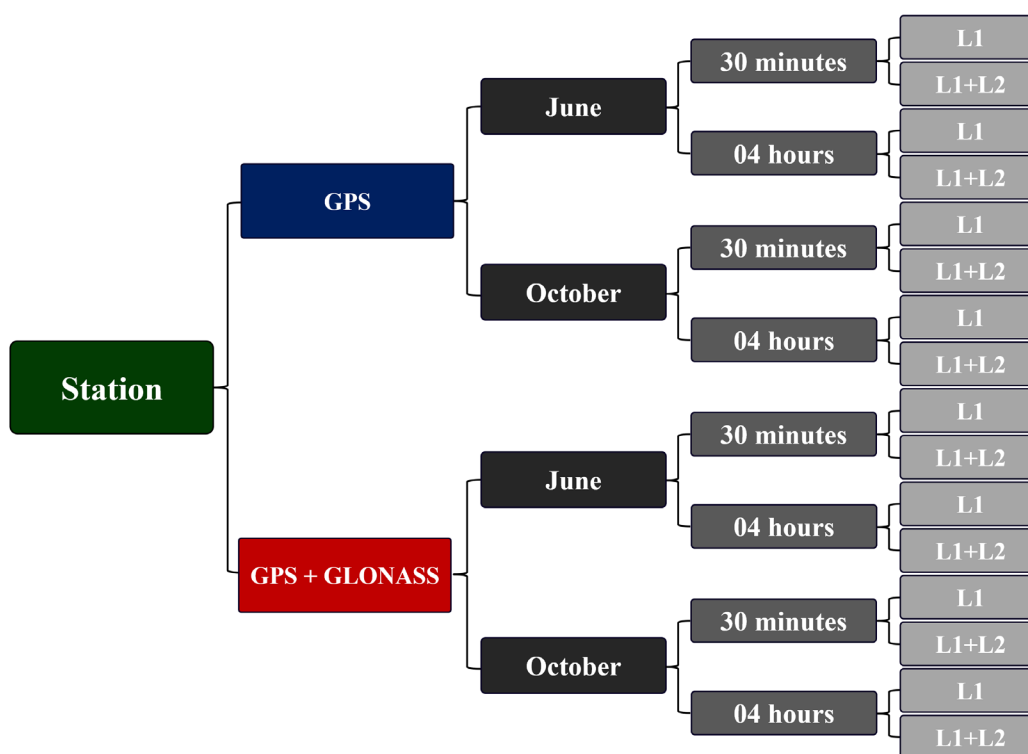 Station
GPS
June
30 minutes
L1
L1+L2
04 hours
L1
L1+L2
October
30 minutes
L1
L1+L2
04 hours
L1
L1+L2
GPS + GLONASS
June
30 minutes
L1
L1+L2
04 hours
L1
L1+L2
October
30 minutes
L1
L1+L2
04 hours
L1
L1+L2